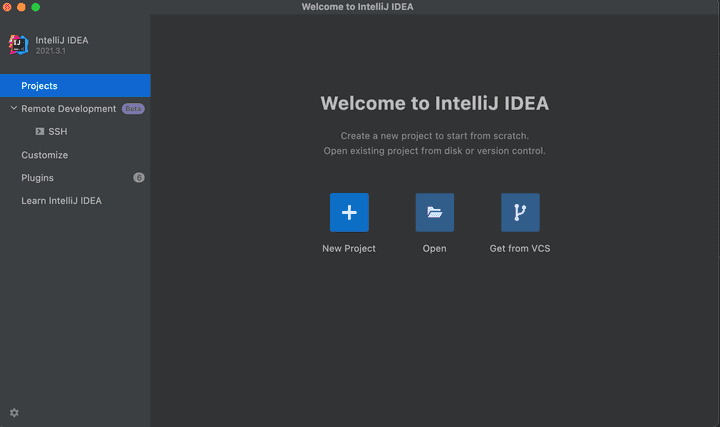 Welcome to IntelliJ IDEA
IntelliJ IDEA
2021.3.1
Projects
Remote Development Beta
SSH
Customize
Plugins 6
Learn IntelliJ IDEA
Welcome to IntelliJ IDEA
Create a new project to start from scratch.
Open existing project from disk or version control.
New Project Open Get from VCS